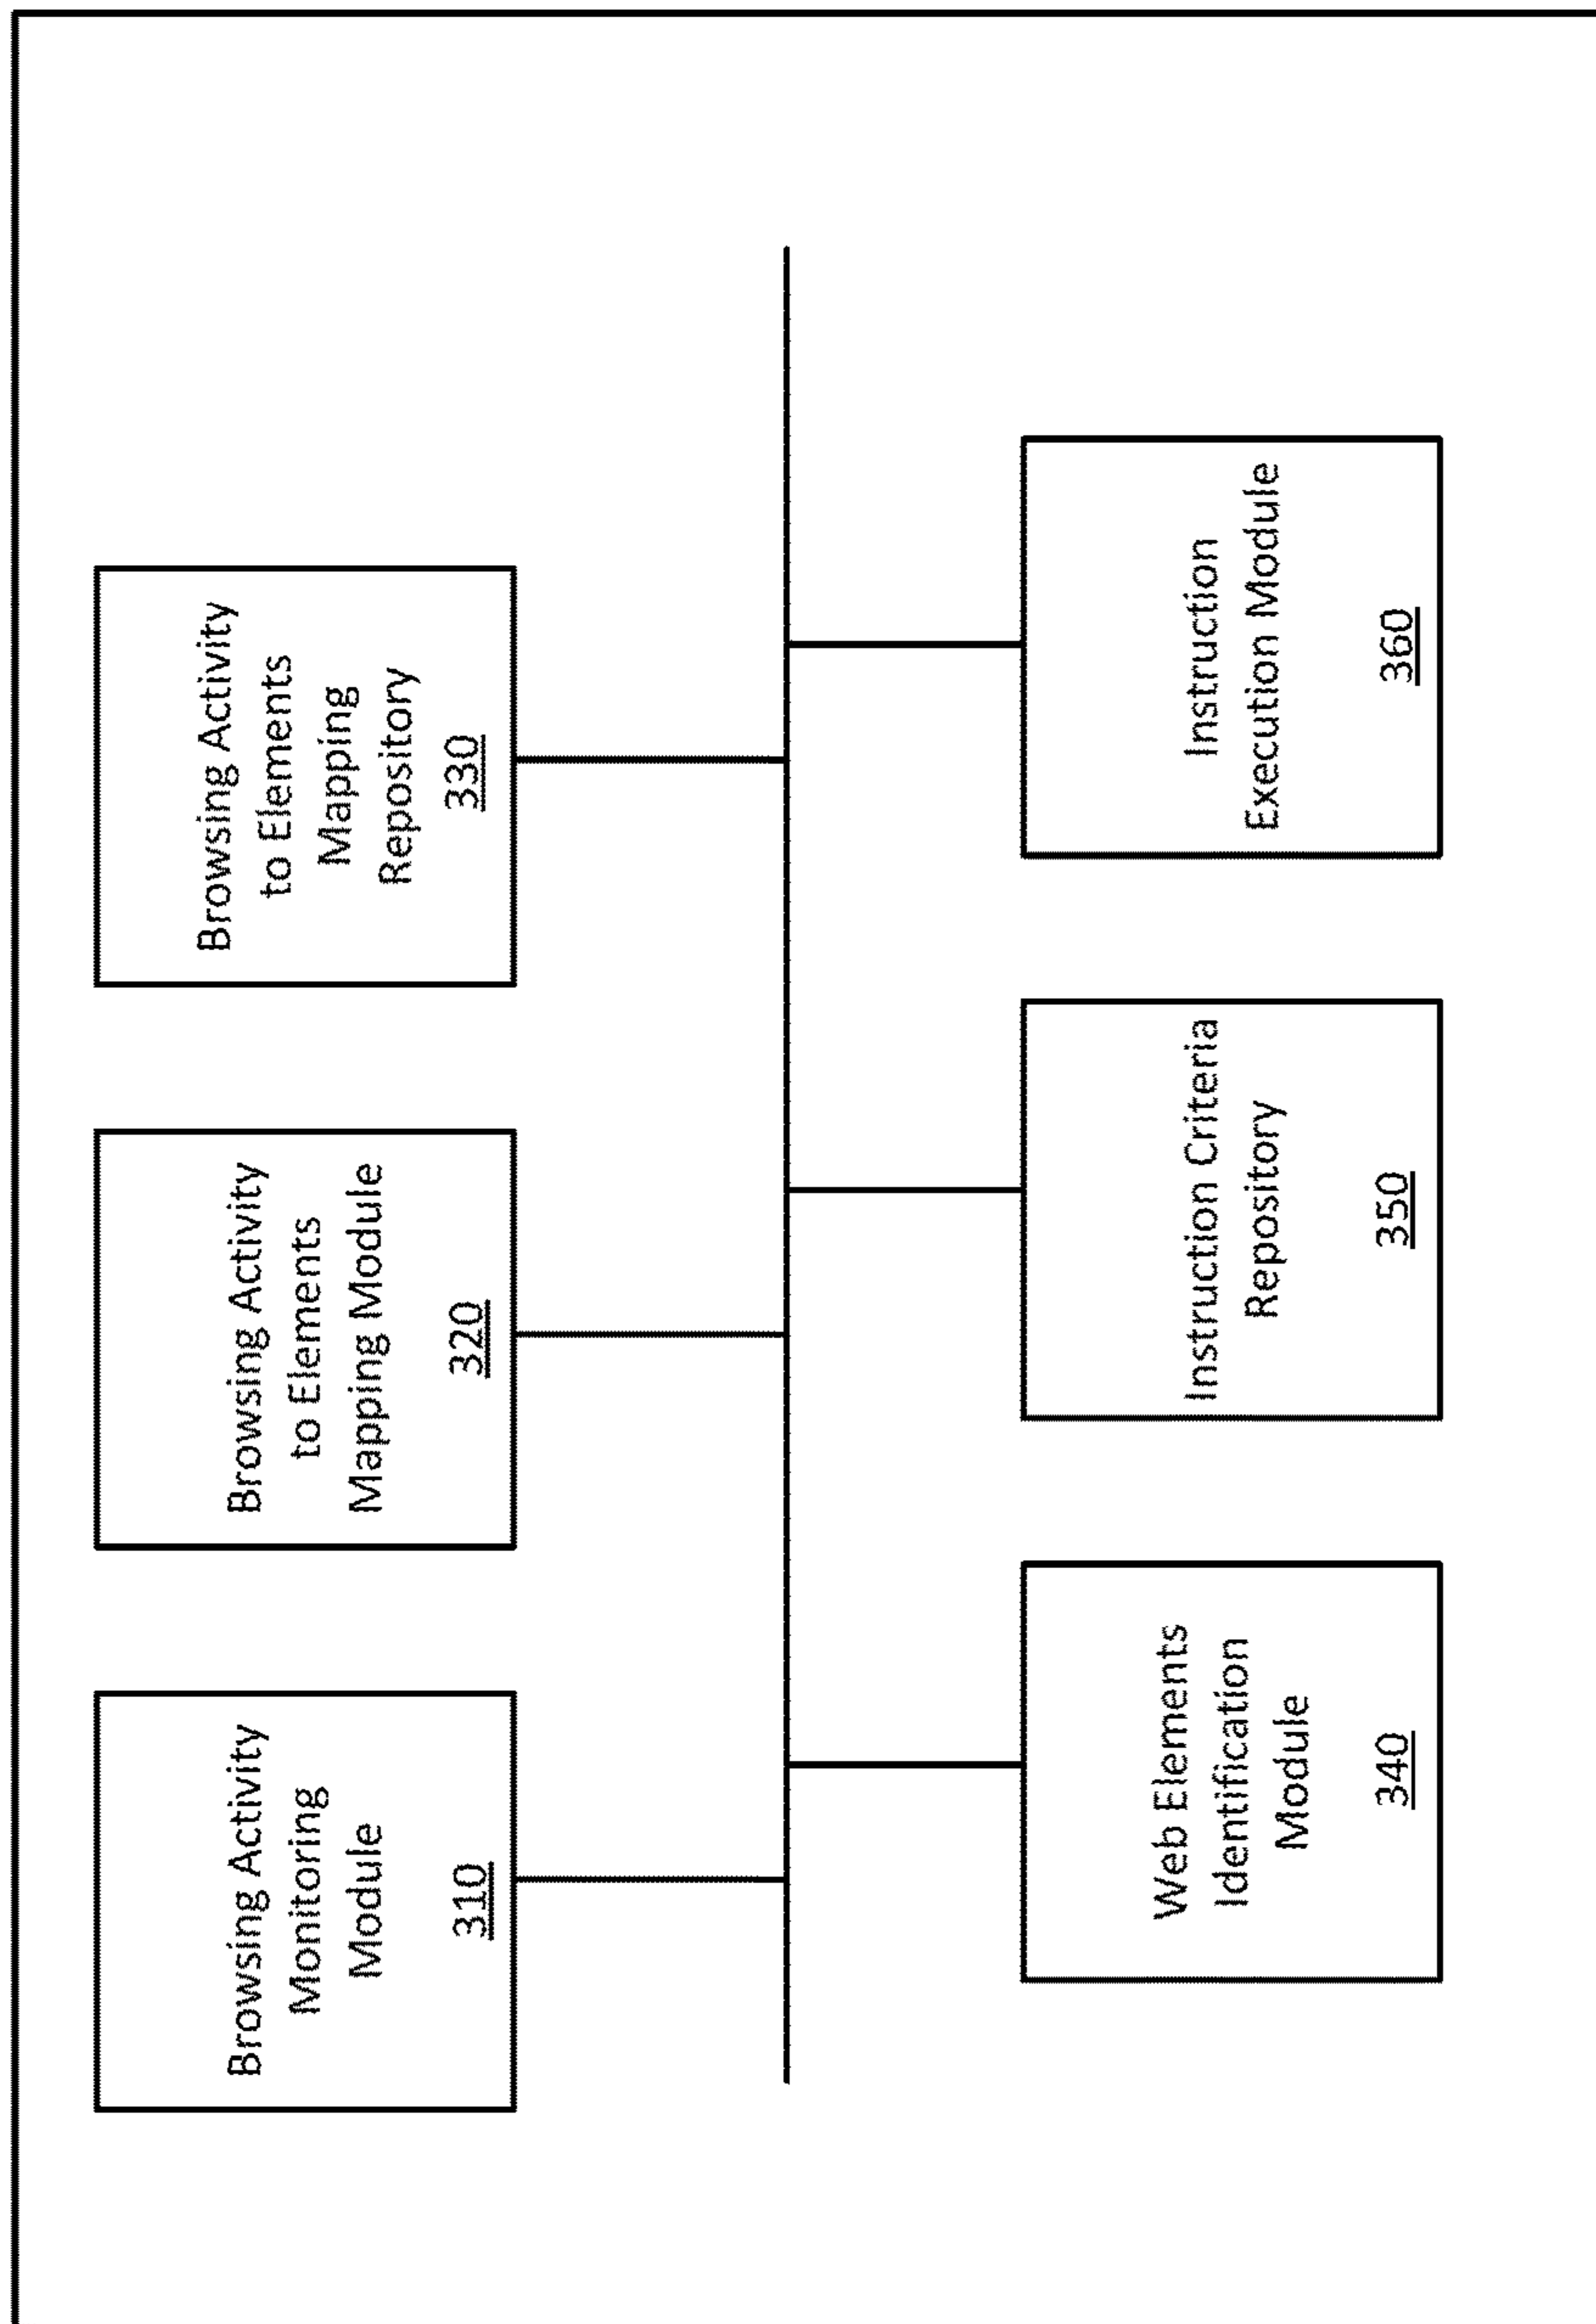 Browsing Activity
Monitoring
Module
310
Browsing Activity
to Elements
Mapping Module
320
Browsing Activity
to Elements
Mapping
Repository
330
Web Elements
Identification
Module
340
Instruction Criteria
Repository
350
Instruction
Execution Module
360